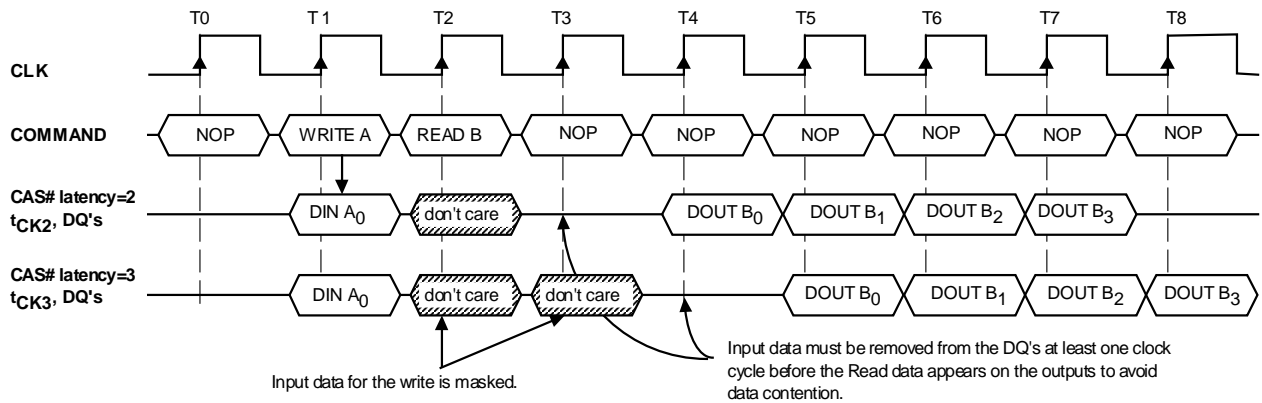 T0 T1 T2 T3 T4 T5 T6 T7 T8
CLK
COMMAND NOP WRITE A READ B NOP NOP NOP NOP NOP NOP
CAS# latency=2
tCK2, DQ's DIN A0 don't care DOUT B0 DOUT B1 DOUT B2 DOUT B3
CAS# latency=3
tCK3, DQ's DIN A0 don't care don't care DOUT B0 DOUT B1 DOUT B2 DOUT B3
Input data for the write is masked.
Input data must be removed from the DQ's at least one clock
cycle before the Read data appears on the outputs to avoid
data contention.